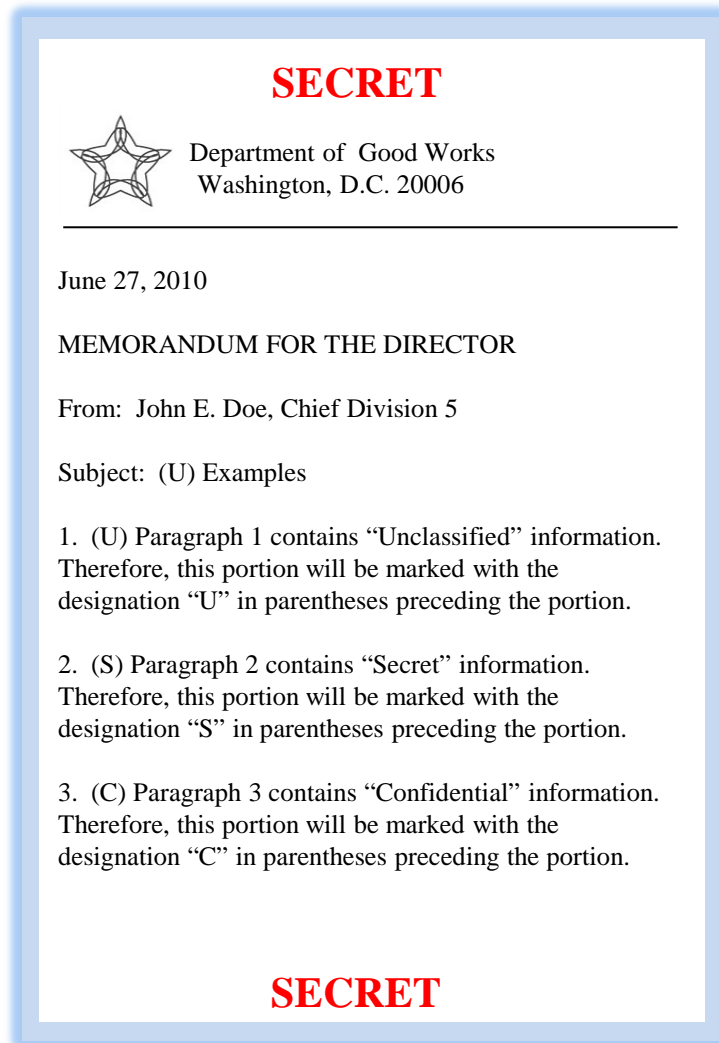 SECRET
Department of Good Works
Washington, D.C. 20006
June 27, 2010
MEMORANDUM FOR THE DIRECTOR
From: John E. Doe, Chief Division 5
Subject: (U) Examples
1. (U) Paragraph 1 contains “Unclassified” information.
Therefore, this portion will be marked with the
designation “U” in parentheses preceding the portion.
2. (S) Paragraph 2 contains “Secret” information.
Therefore, this portion will be marked with the
designation “S” in parentheses preceding the portion.
3. (C) Paragraph 3 contains “Confidential” information.
Therefore, this portion will be marked with the
designation “C” in parentheses preceding the portion.
SECRET